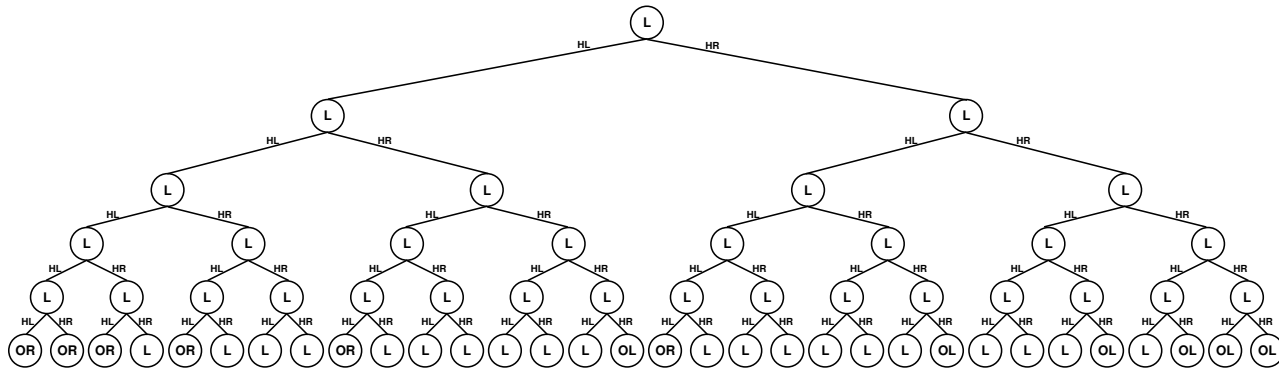 L
HL HR
L L
HL HR HL HR
L L L L
HL HR HL HR HL HR HL HR
L L L L L L L L
HL HR HL HR HL HR HL HR HL HR HL HR HL HR HL HR
L L L L L L L L L L L L L L L L
HL HR HL HR HL HR HL HR HL HR HL HR HL HR HL HR HL HR HL HR HL HR HL HR HL HR HL HR HL HR HL HR
OR OR OR L OR L L L OR L L L L L L OL OR L L L L L L OL L L L OL L OL OL OL